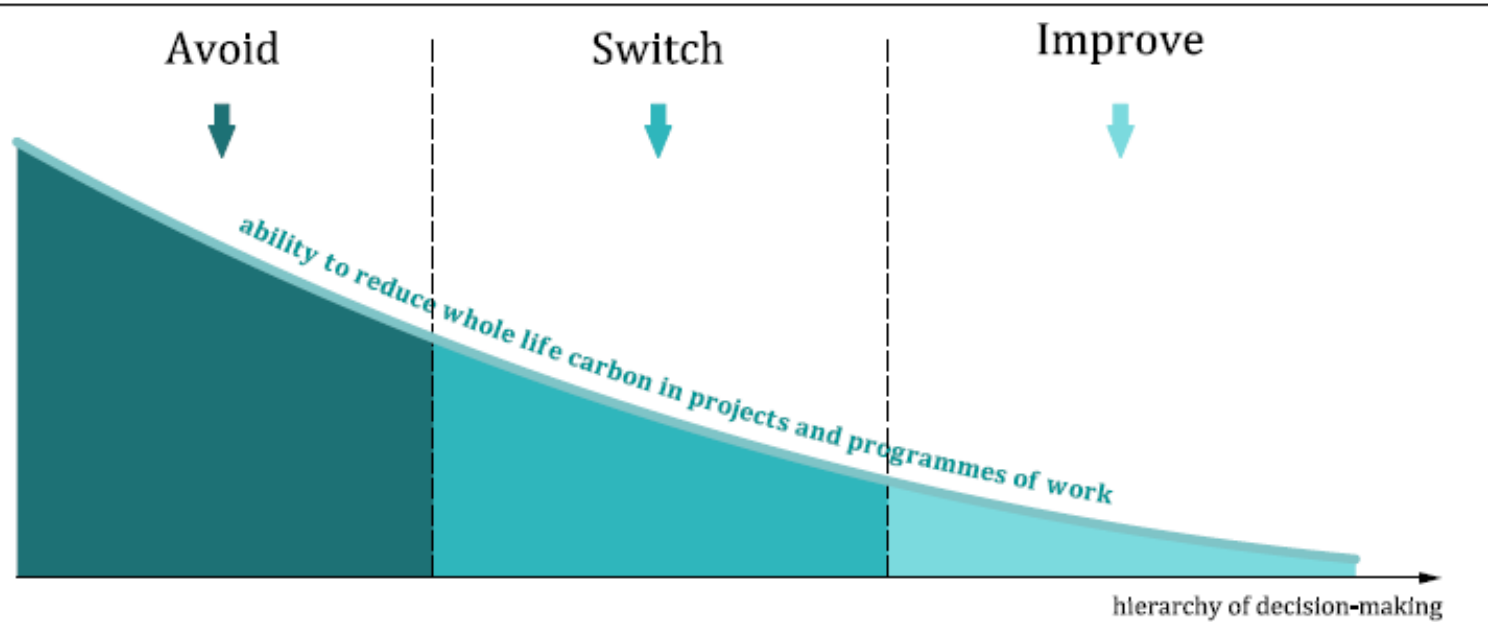 Avoid
Switch
Improve
ability to reduce whole life carbon in projects and programmes of work
hierarchy of decision-making